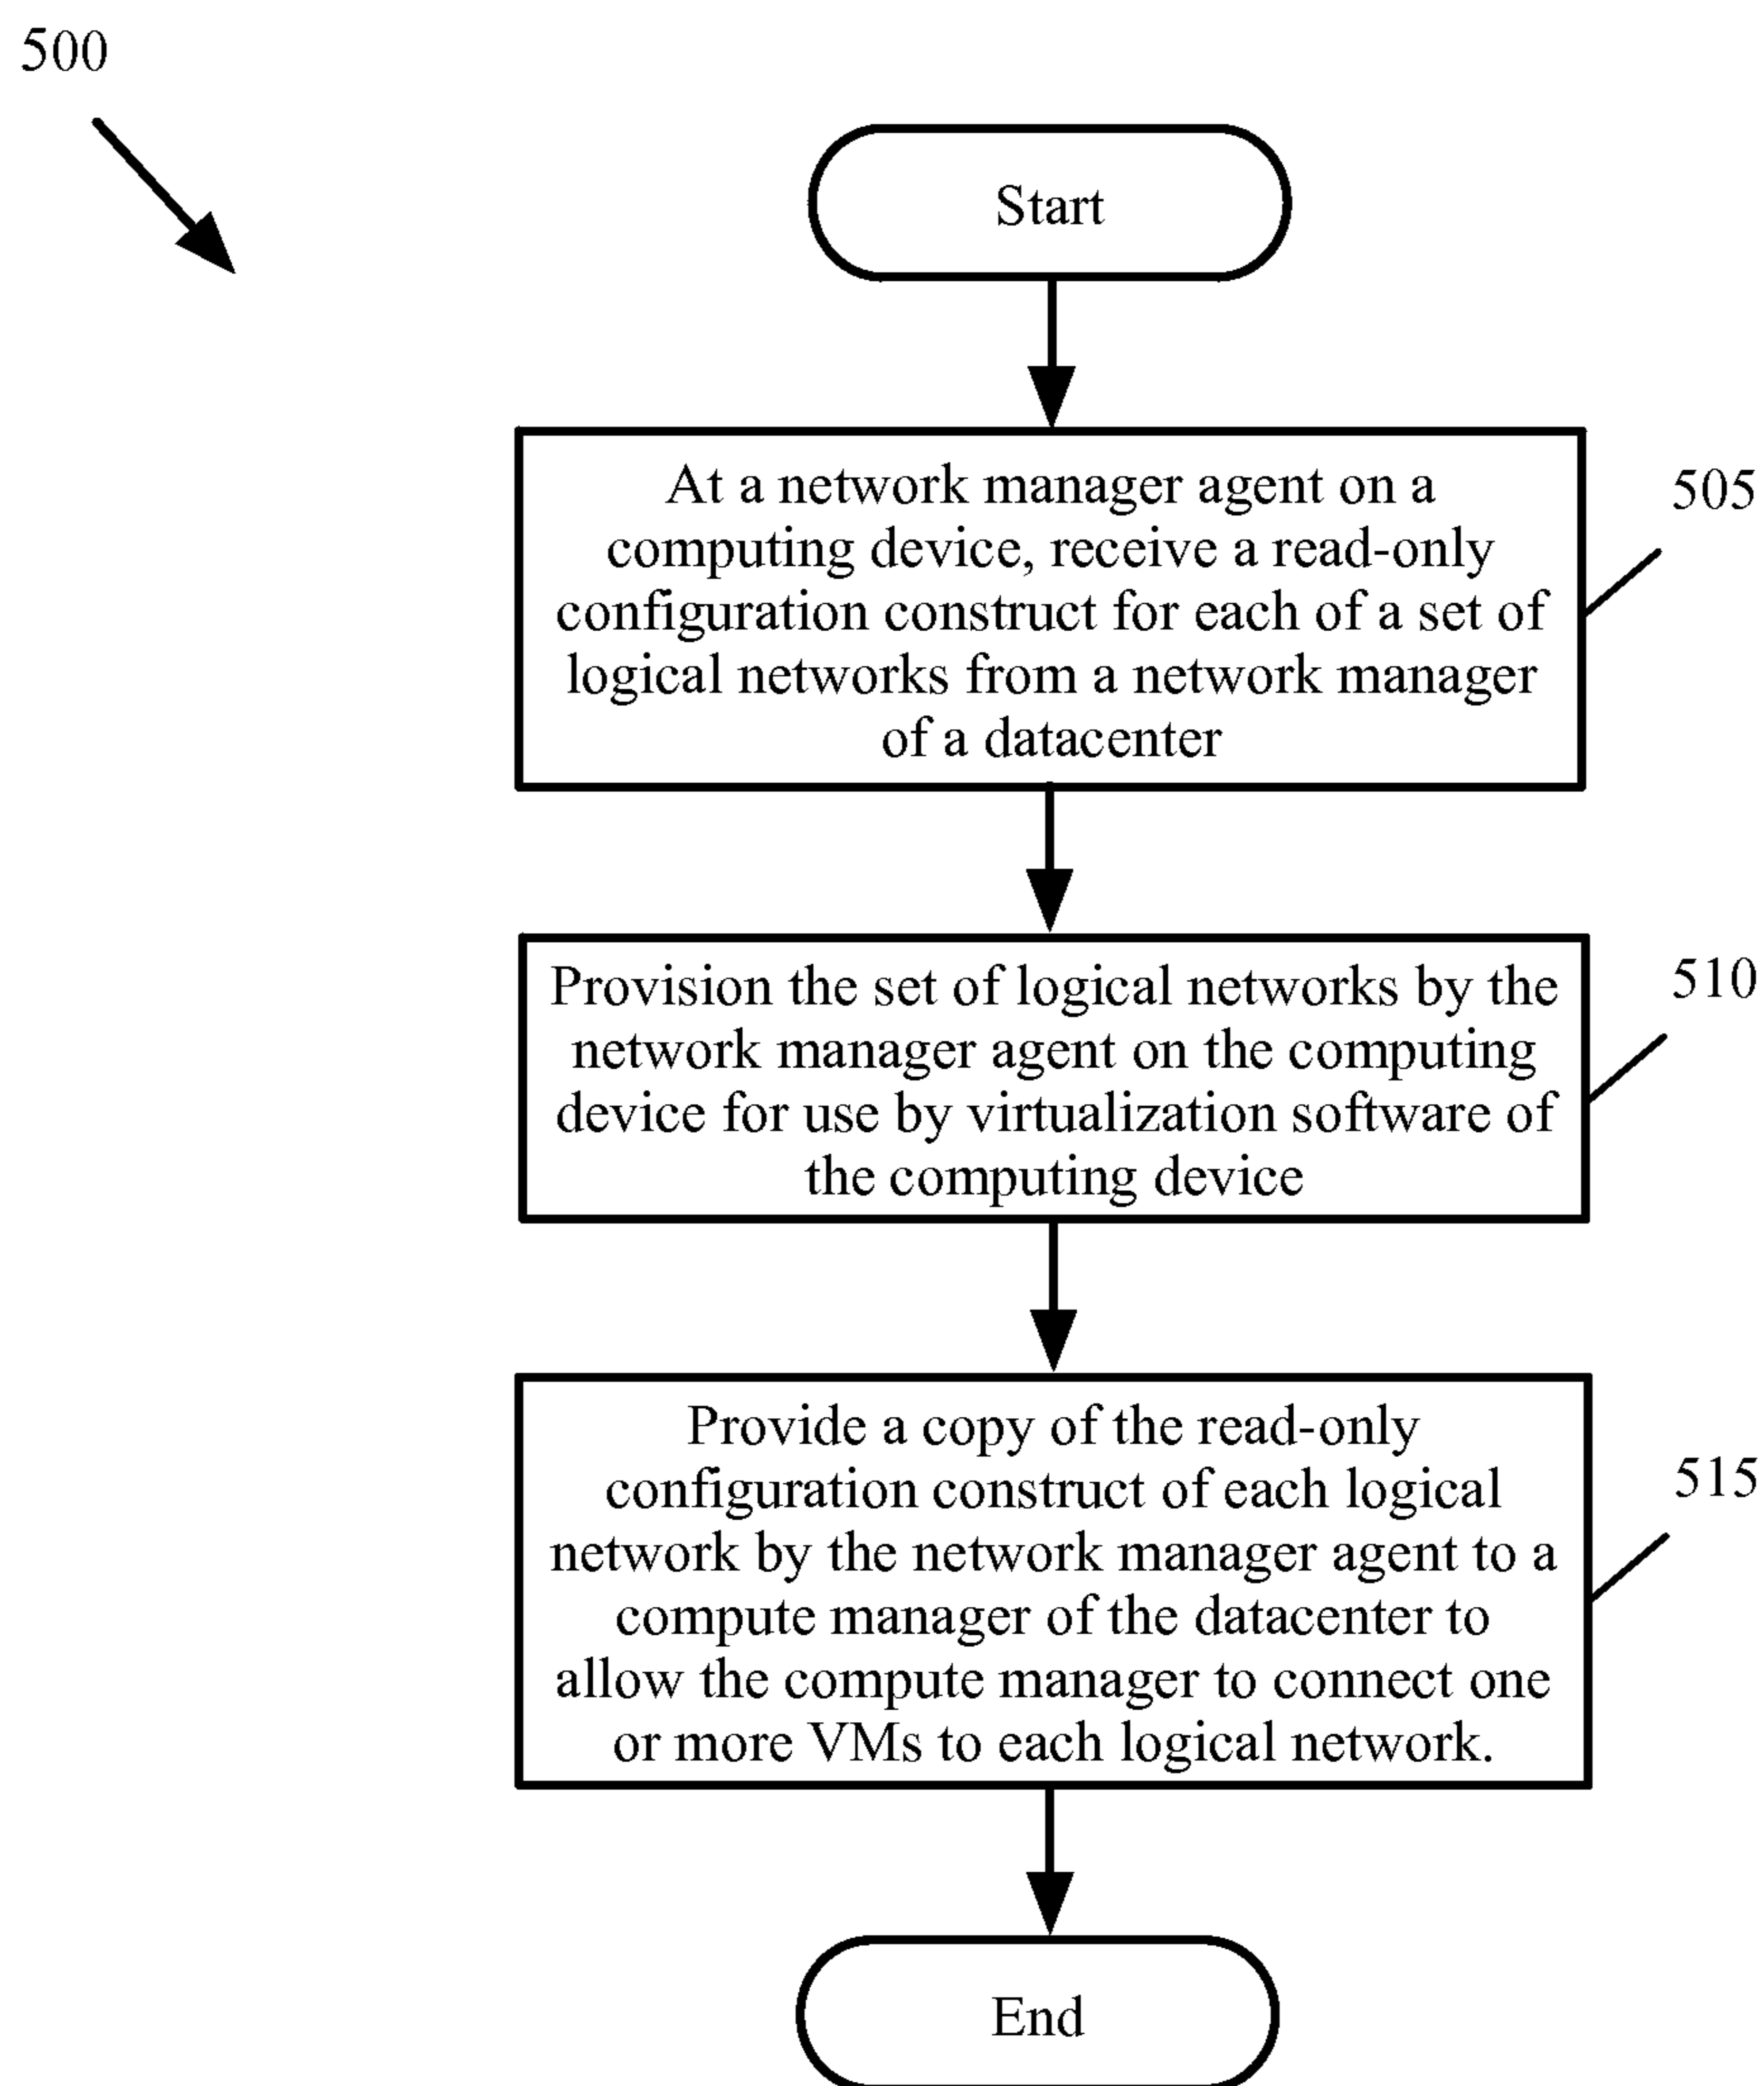 500
Start
At a network manager agent on a
computing device, receive a read-only
configuration construct for each of a set of
logical networks from a network manager
of a datacenter
505
Provision the set of logical networks by the
network manager agent on the computing
device for use by virtualization software of
the computing device
510
Provide a copy of the read-only
configuration construct of each logical
network by the network manager agent to a
compute manager of the datacenter to
allow the compute manager to connect one
or more VMs to each logical network.
515
End